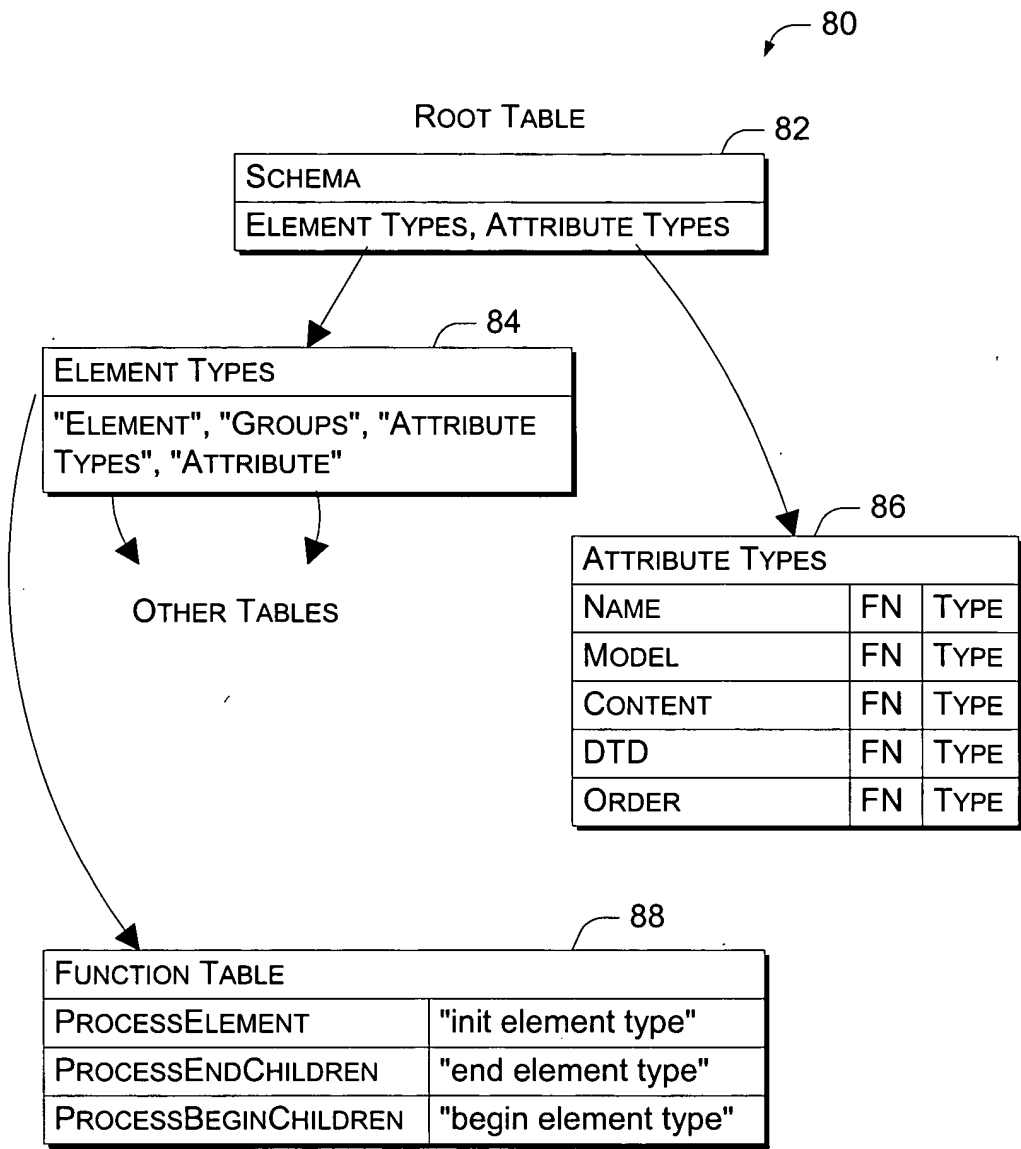 80
ROOT TABLE
82
SCHEMA
ELEMENT TYPES, ATTRIBUTE TYPES
84
ELEMENT TYPES
"ELEMENT", "GROUPS", "ATTRIBUTE
TYPES", "ATTRIBUTE"
OTHER TABLES
86
ATTRIBUTE TYPES
NAME FN TYPE
MODEL FN TYPE
CONTENT FN TYPE
DTD FN TYPE
ORDER FN TYPE
88
FUNCTION TABLE
PROCESSELEMENT "init element type"
PROCESSENDCHILDREN "end element type"
PROCESSBEGINCHILDREN "begin element type"